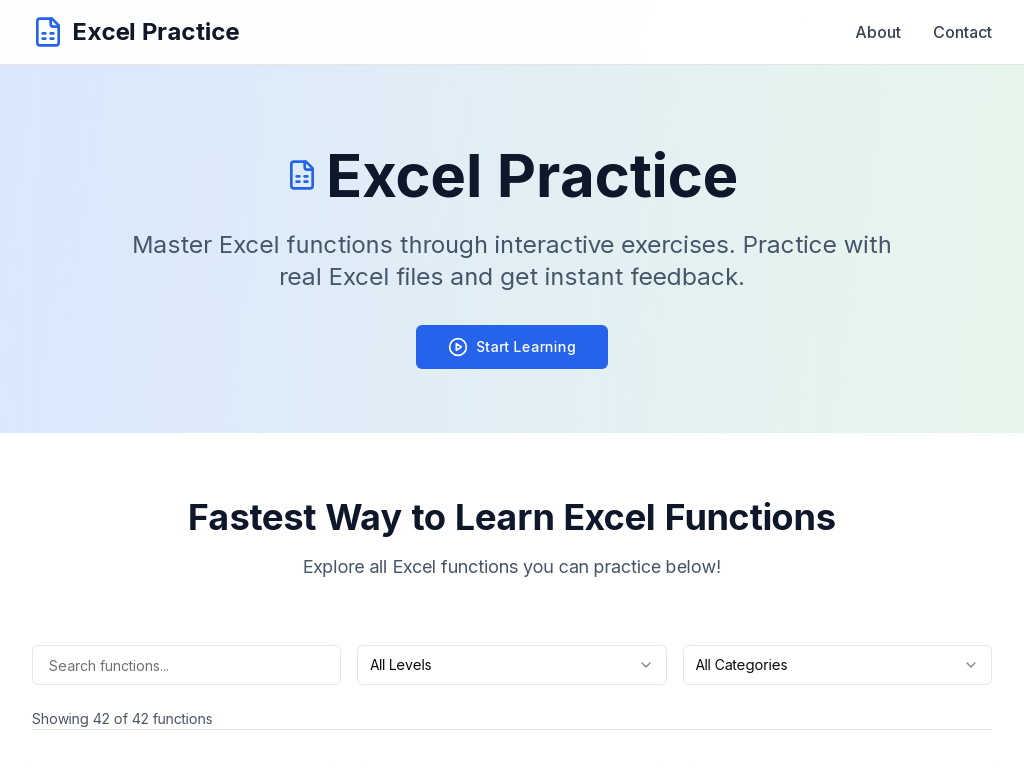 Excel Practice
About
Contact
Excel Practice
Master Excel functions through interactive exercises. Practice with
real Excel files and get instant feedback.
Start Learning
Fastest Way to Learn Excel Functions
Explore all Excel functions you can practice below!
Search functions...
All Levels
All Categories
Showing 42 of 42 functions